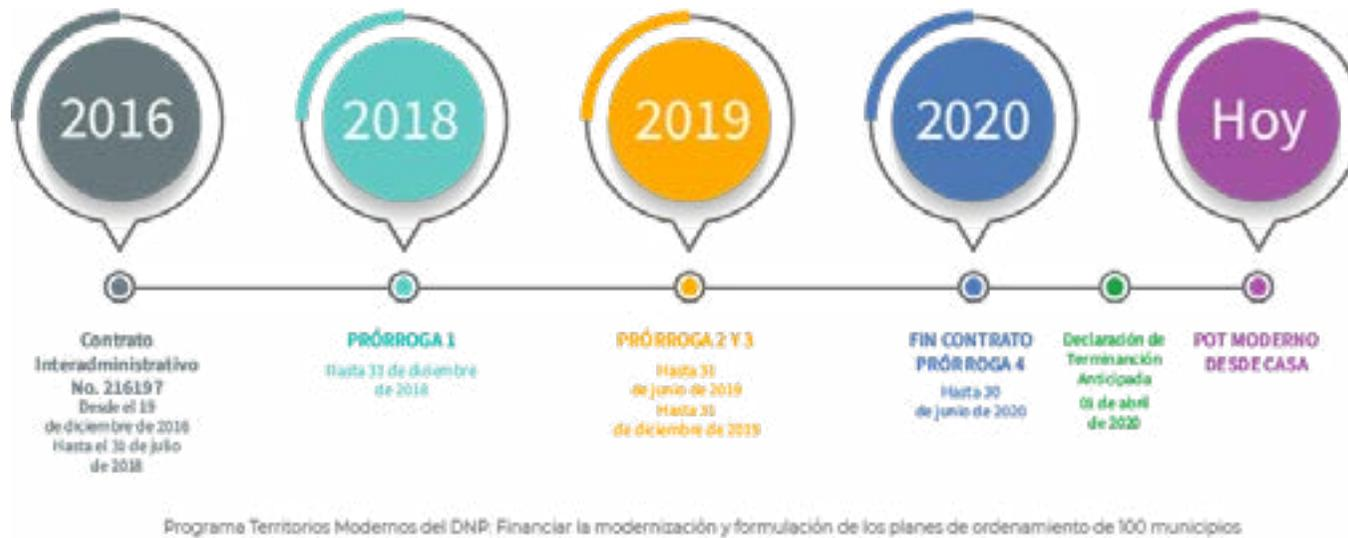 2016
2018
2019
2020
Hoy
Contrato
Interadministrativo
No. 216197
Desde el 19
de diciembre de 2016
Hasta el 31 de julio
de 2018
PRÓRROGA 1
Hasta 31 de diciembre
de 2018
PRÓRROGA 2 Y 3
Hasta 30
de junio de 2019
Hasta 31
de diciembre de 2019
FIN CONTRATO
PRÓRROGA 4
Hasta 30
de junio de 2020
Declaración de
Terminanción
Anticipada
01 de abril
de 2020
POT MODERNO
DESDE CASA
Programa Territorios Modernos del DNP: Financiar la modernización y formulación de los planes de ordenamiento de 100 municipios